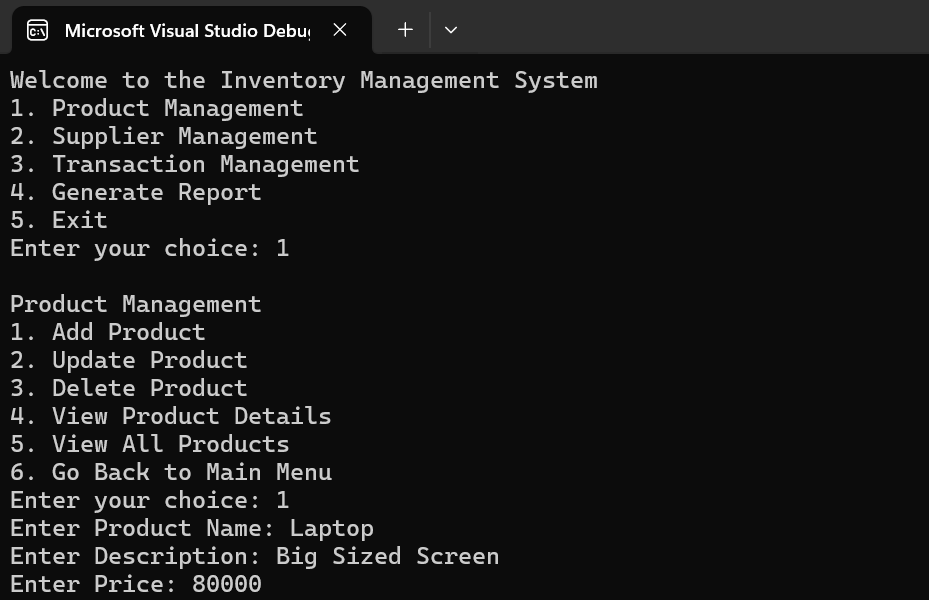 Microsoft Visual Studio Debu
Welcome to the Inventory Management System
1. Product Management
2. Supplier Management
3. Transaction Management
4. Generate Report
5. Exit
Enter your choice: 1
Product Management
1. Add Product
2. Update Product
3. Delete Product
4. View Product Details
5. View All Products
6. Go Back to Main Menu
Enter your choice: 1
Enter Product Name: Laptop
Enter Description: Big Sized Screen
Enter Price: 80000